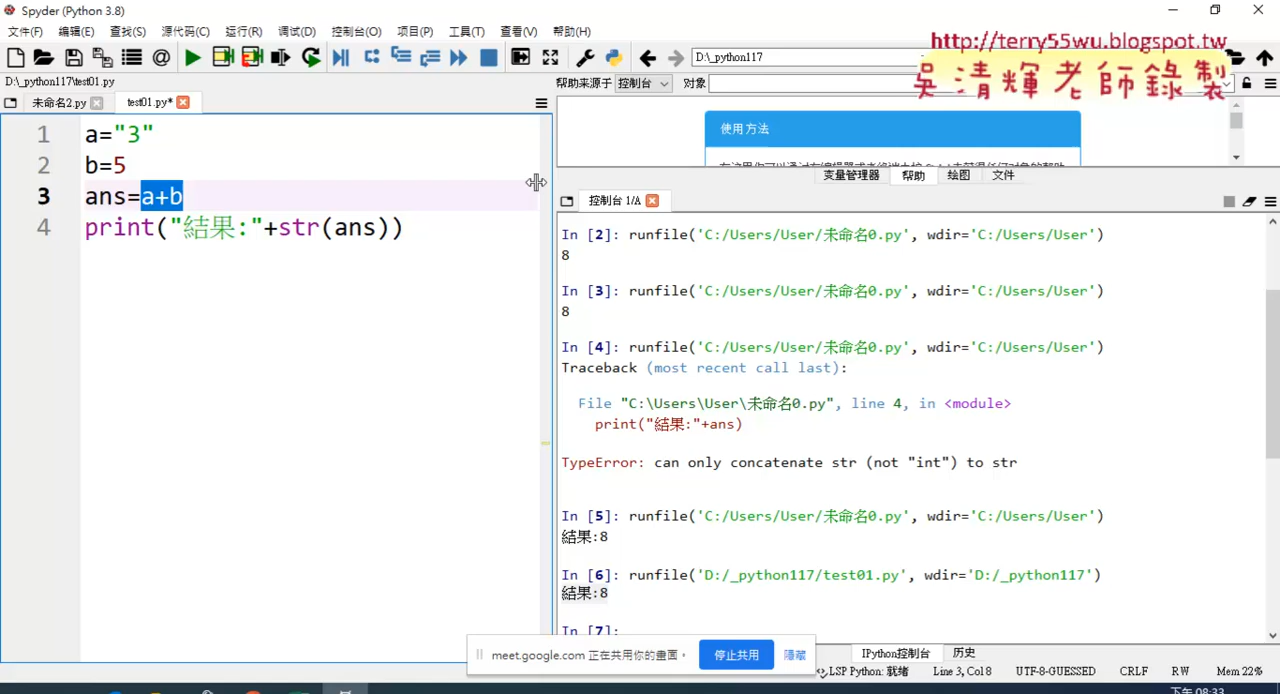 Spyder (Python 3.8)
文件(F) 编辑(E) 查找(S) 源代码(C) 运行(R) 调试(D) 控制台(O) 项目(P) 工具(T) 查看(V) 帮助(H)
http://terry55wu.blogspot.tw
吳清輝老師錄製
D:\_python117
D:\_python117\test01.py
帮助来源于 控制台 对象
未命名2.py test01.py*
1 a="3"
2 b=5
3 ans=a+b
4 print("結果:"+str(ans))
使用方法
变量管理器 帮助 绘图 文件
控制台 1/A
In [2]: runfile('C:/Users/User/未命名0.py', wdir='C:/Users/User')
8
In [3]: runfile('C:/Users/User/未命名0.py', wdir='C:/Users/User')
8
In [4]: runfile('C:/Users/User/未命名0.py', wdir='C:/Users/User')
Traceback (most recent call last):
File "C:\Users\User\未命名0.py", line 4, in <module>
print("結果:"+ans)
TypeError: can only concatenate str (not "int") to str
In [5]: runfile('C:/Users/User/未命名0.py', wdir='C:/Users/User')
結果:8
In [6]: runfile('D:/_python117/test01.py', wdir='D:/_python117')
結果:8
In [7]:
meet.google.com 正在共用你的畫面。 停止共用 隱藏
IPython控制台 历史
LSP Python: 就绪 Line 3, Col 8 UTF-8-GUESSED CRLF RW Mem 22%
下午 08:33